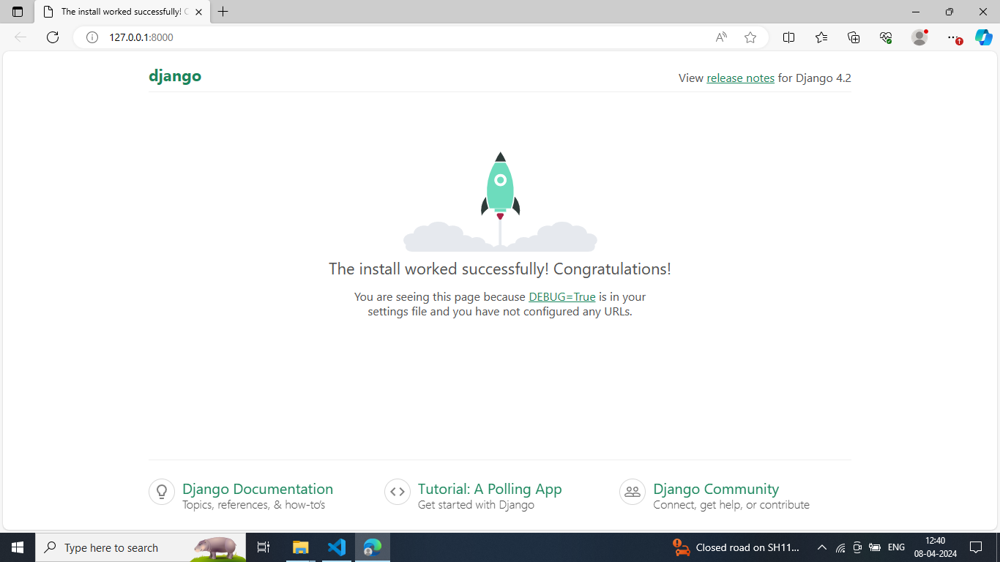 The install worked successfully! C
127.0.0.1:8000
django
View release notes for Django 4.2
The install worked successfully! Congratulations!
You are seeing this page because DEBUG=True is in your
settings file and you have not configured any URLs.
Django Documentation
Topics, references, & how-to's
Tutorial: A Polling App
Get started with Django
Django Community
Connect, get help, or contribute
Type here to search
Closed road on SH11...
ENG
12:40
08-04-2024